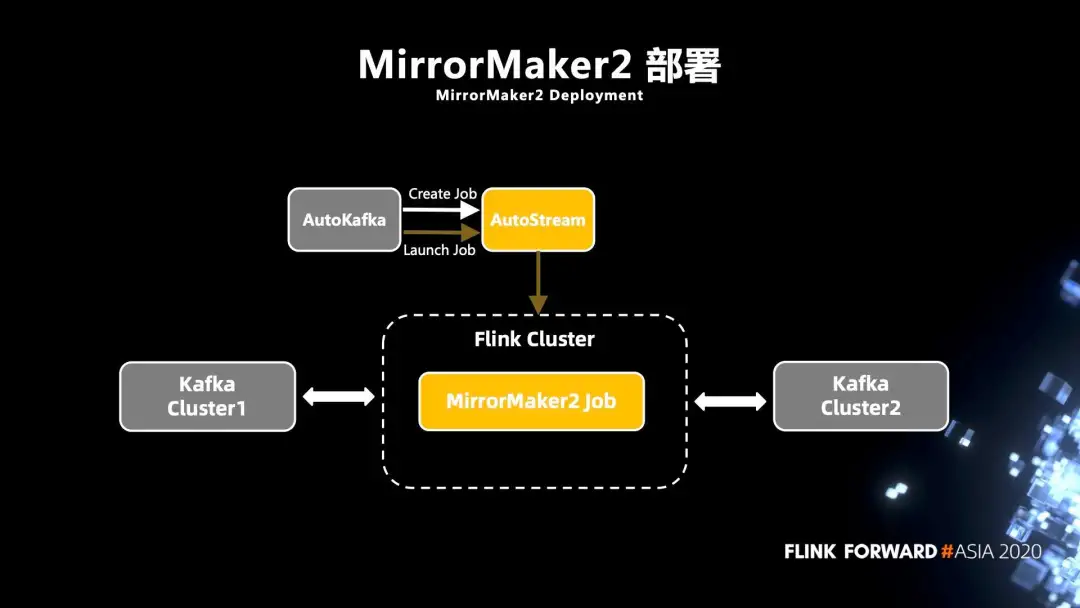 MirrorMaker2 部署
MirrorMaker2 Deployment
Create Job
AutoKafka
AutoStream
Launch Job
Flink Cluster
Kafka
Cluster1
MirrorMaker2 Job
Kafka
Cluster2
FLINK FORWARD #ASIA 2020